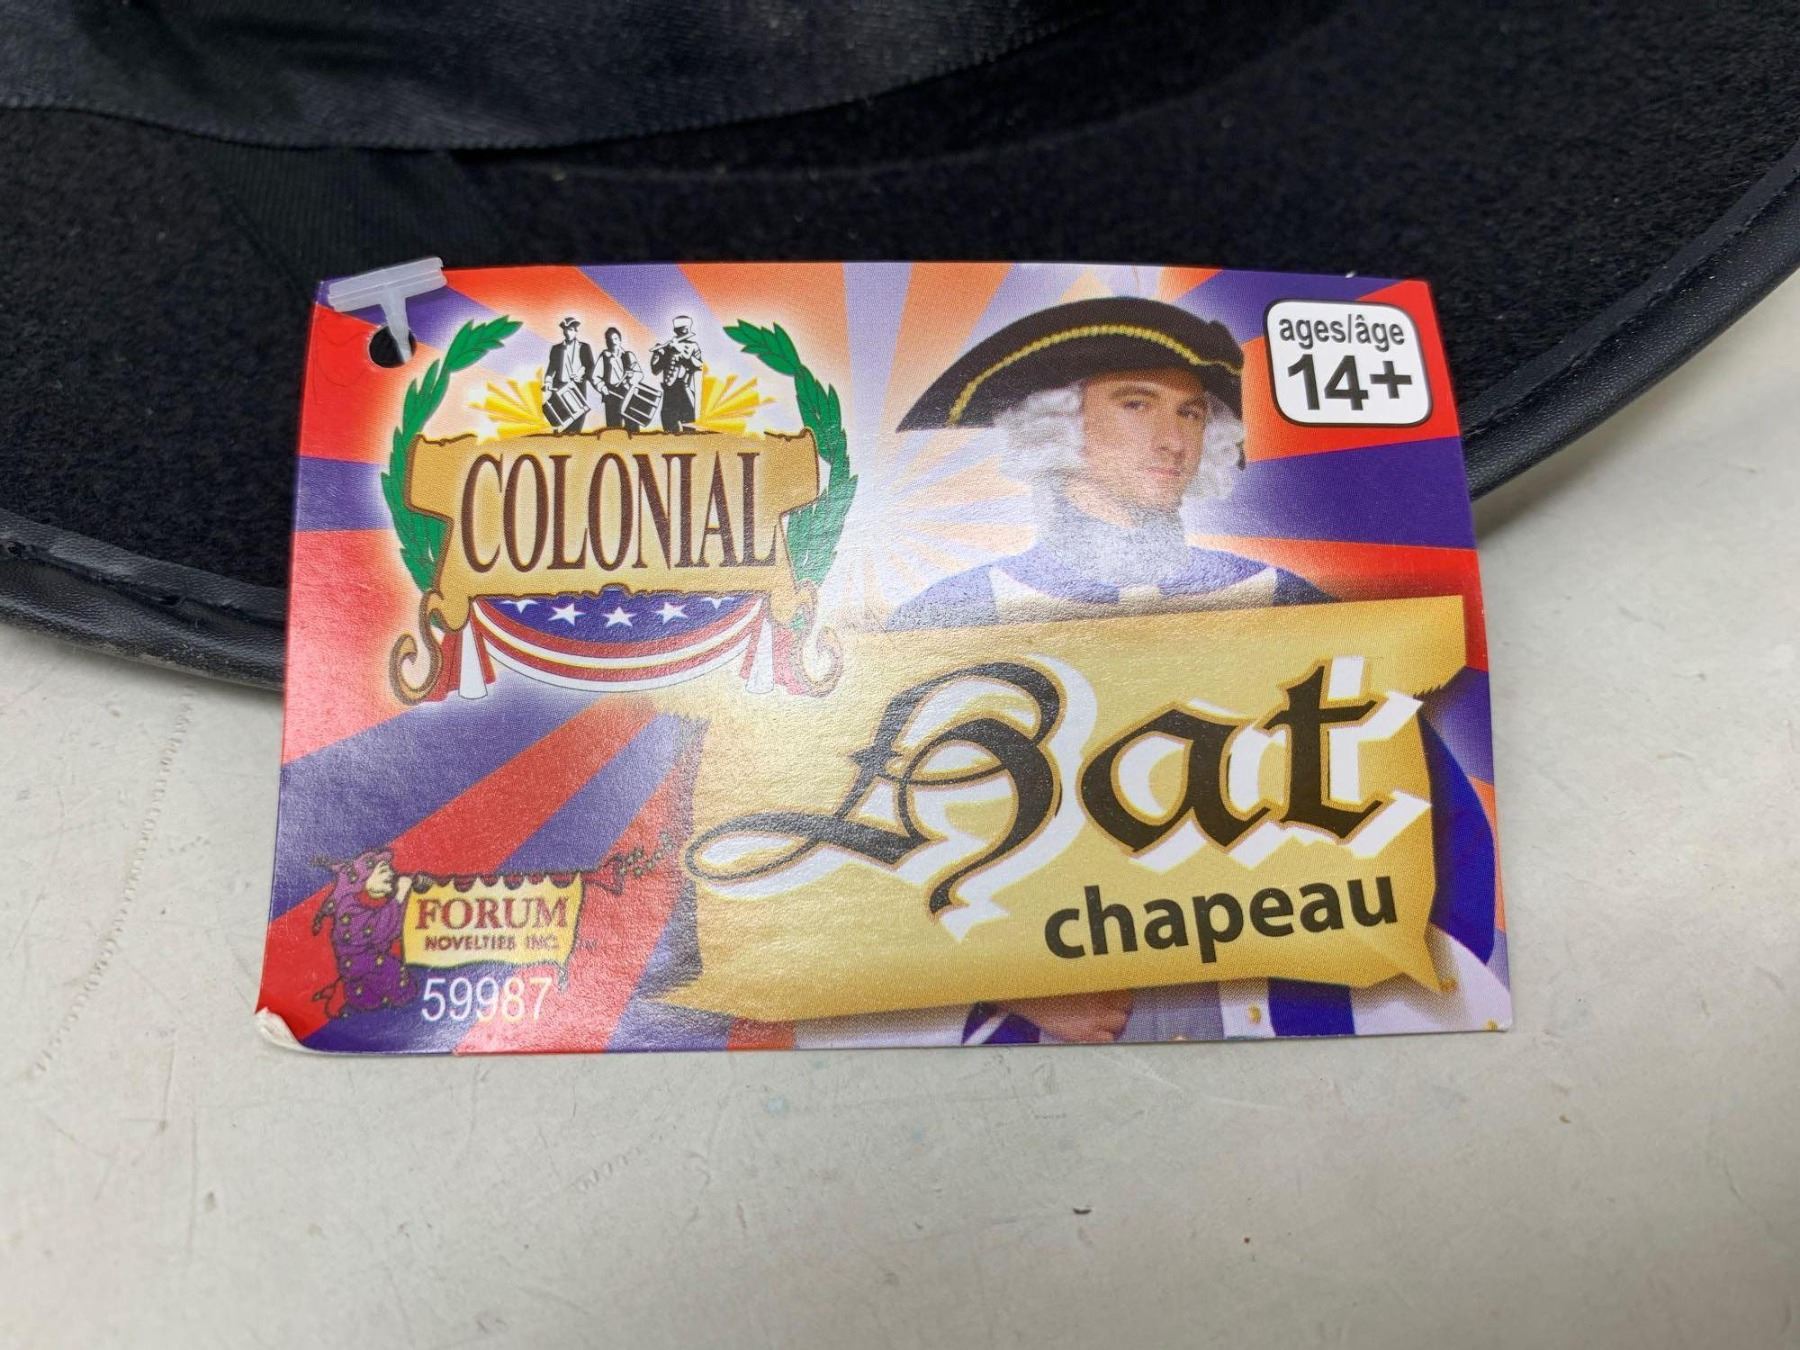 ages/âge
14+
COLONIAL
Hat
chapeau
FORUM
NOVELTIES INC.
59987